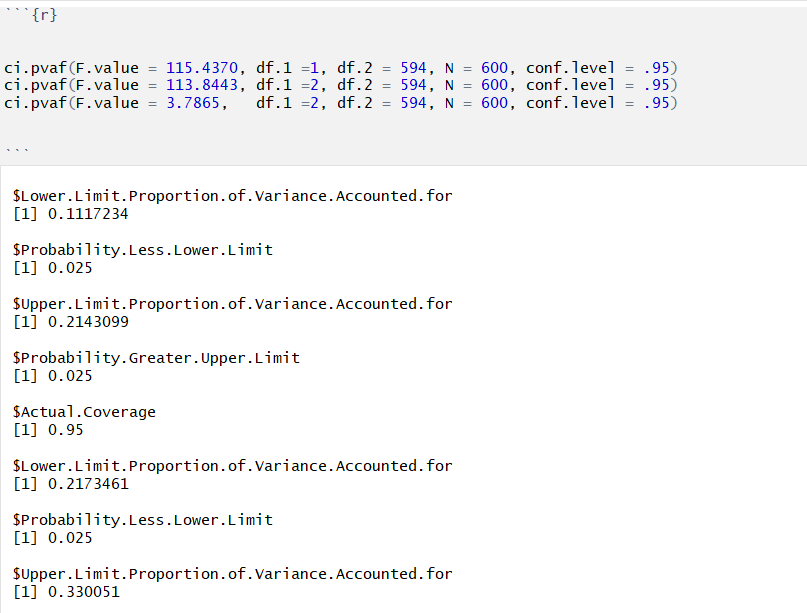 ```{r}
ci.pvaf(F.value = 115.4370, df.1 =1, df.2 = 594, N = 600, conf.level = .95)
ci.pvaf(F.value = 113.8443, df.1 =2, df.2 = 594, N = 600, conf.level = .95)
ci.pvaf(F.value = 3.7865,   df.1 =2, df.2 = 594, N = 600, conf.level = .95)
```
$Lower.Limit.Proportion.of.Variance.Accounted.for
[1] 0.1117234
$Probability.Less.Lower.Limit
[1] 0.025
$Upper.Limit.Proportion.of.Variance.Accounted.for
[1] 0.2143099
$Probability.Greater.Upper.Limit
[1] 0.025
$Actual.Coverage
[1] 0.95
$Lower.Limit.Proportion.of.Variance.Accounted.for
[1] 0.2173461
$Probability.Less.Lower.Limit
[1] 0.025
$Upper.Limit.Proportion.of.Variance.Accounted.for
[1] 0.330051